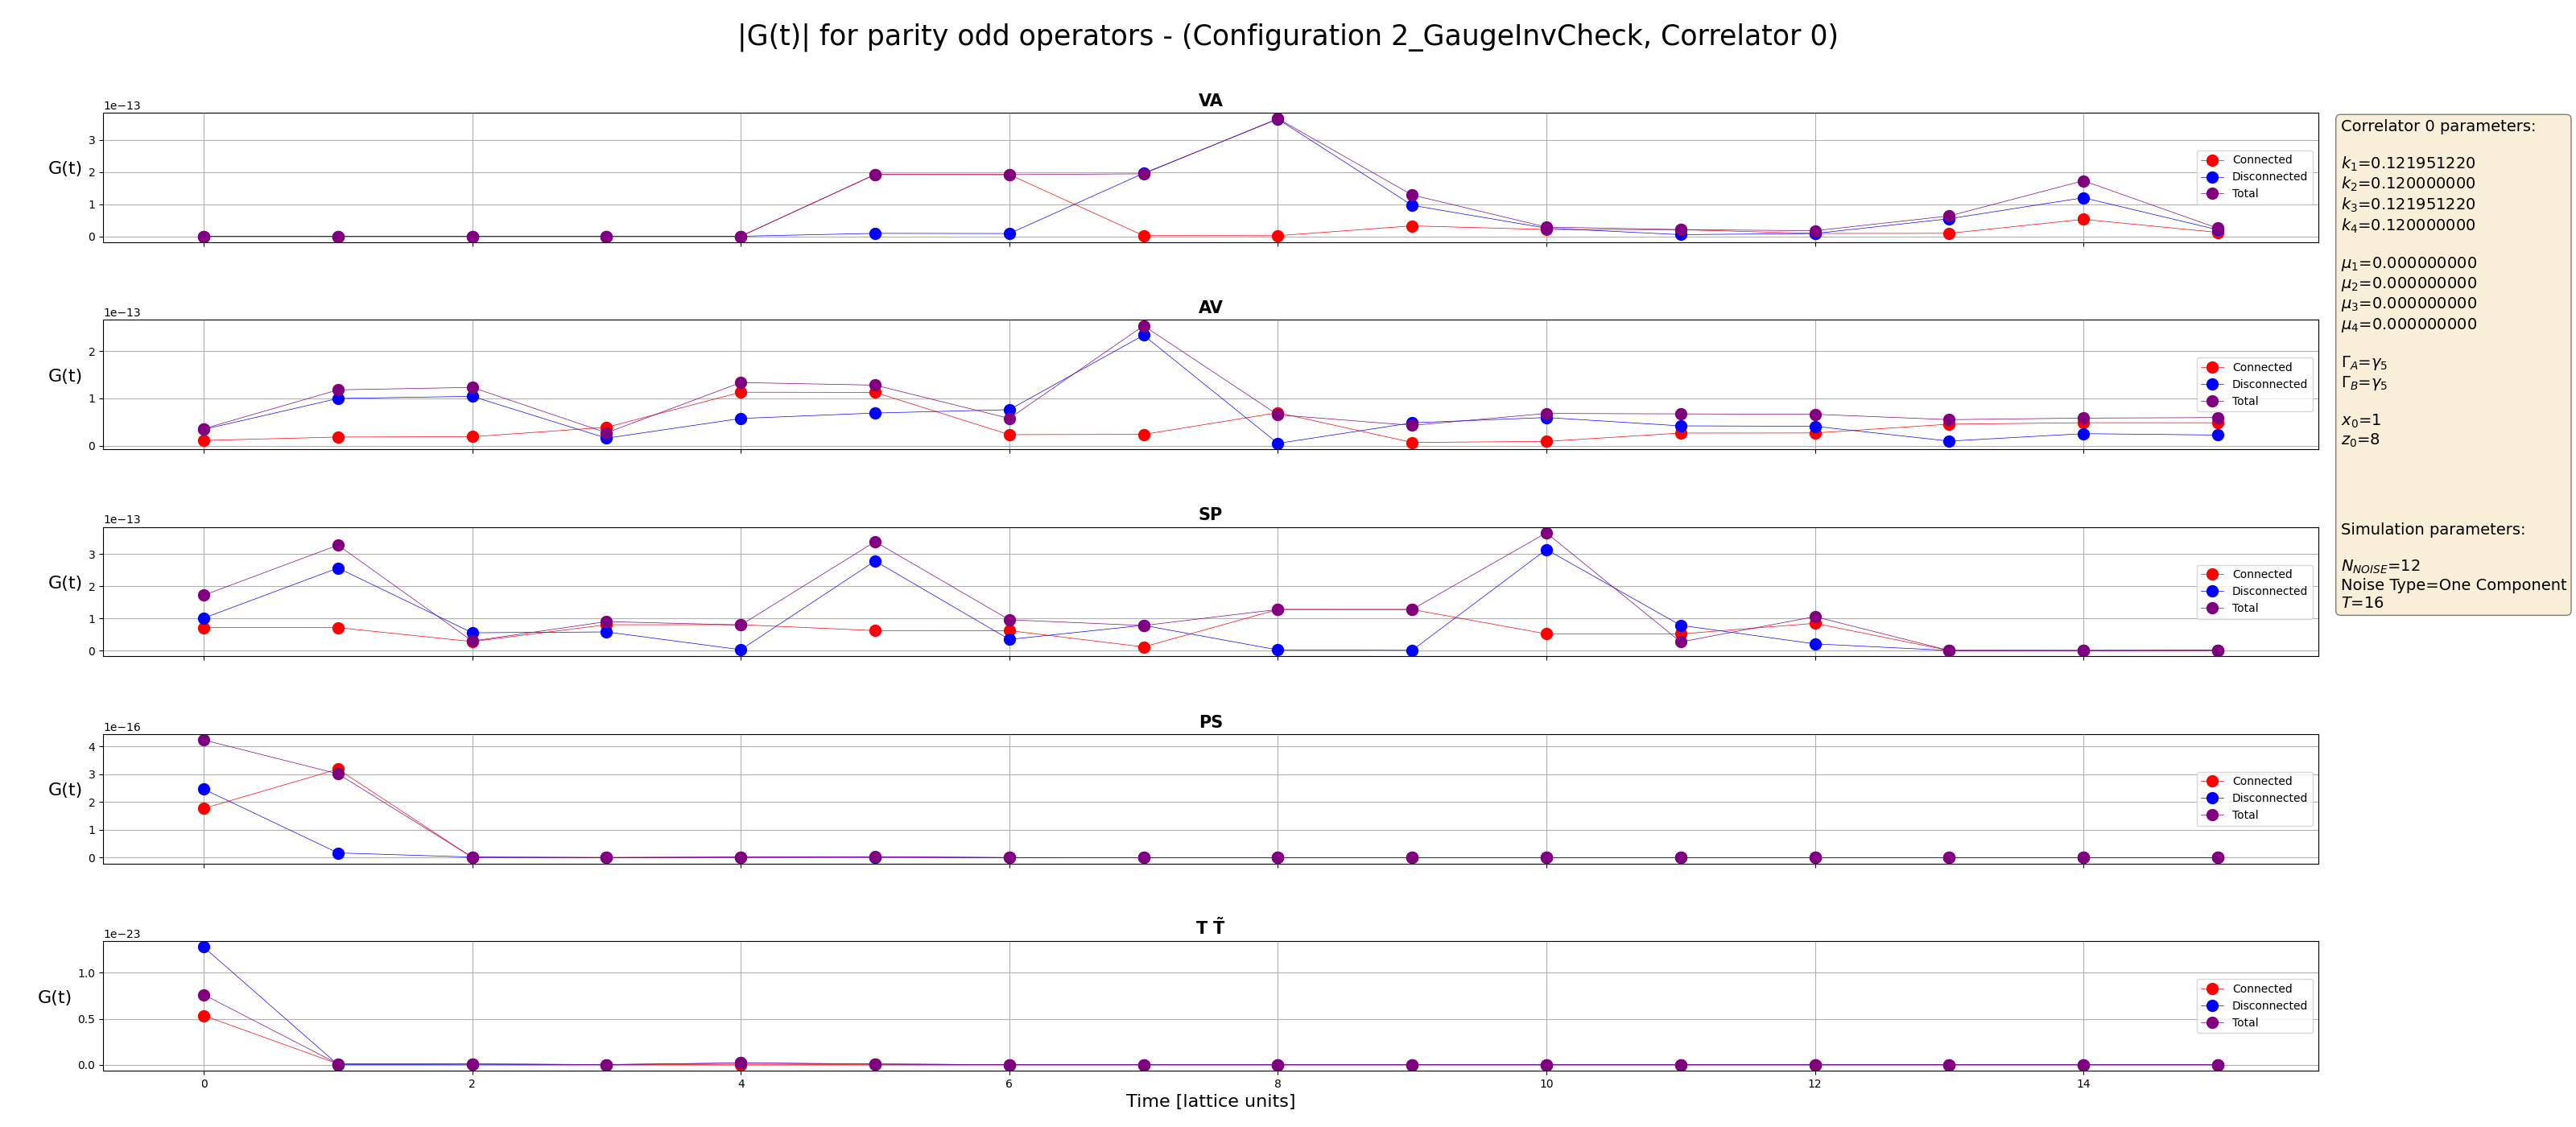 |G(t)| for parity odd operators - (Configuration 2_GaugeInvCheck, Correlator 0)
VA
1e−13
G(t)
3
2
1
0
Connected
Disconnected
Total
AV
1e−13
G(t)
2
1
0
Connected
Disconnected
Total
SP
1e−13
G(t)
3
2
1
0
Connected
Disconnected
Total
PS
1e−16
G(t)
4
3
2
1
0
Connected
Disconnected
Total
T T̃
1e−23
G(t)
1.0
0.5
0.0
Connected
Disconnected
Total
0 2 4 6 8 10 12 14
Time [lattice units]
Correlator 0 parameters:
k₁=0.121951220
k₂=0.120000000
k₃=0.121951220
k₄=0.120000000
μ₁=0.000000000
μ₂=0.000000000
μ₃=0.000000000
μ₄=0.000000000
Γ_A=γ₅
Γ_B=γ₅
x₀=1
z₀=8
Simulation parameters:
N_NOISE=12
Noise Type=One Component
T=16